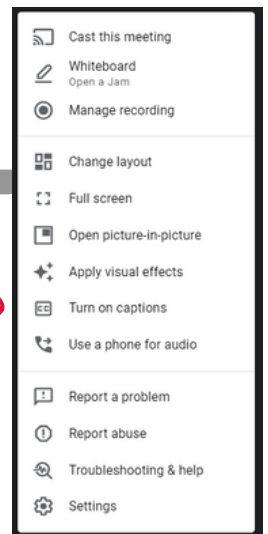 Cast this meeting
Whiteboard
Open a Jam
Manage recording
Change layout
Full screen
Open picture-in-picture
Apply visual effects
CC Turn on captions
Use a phone for audio
Report a problem
Report abuse
Troubleshooting & help
Settings